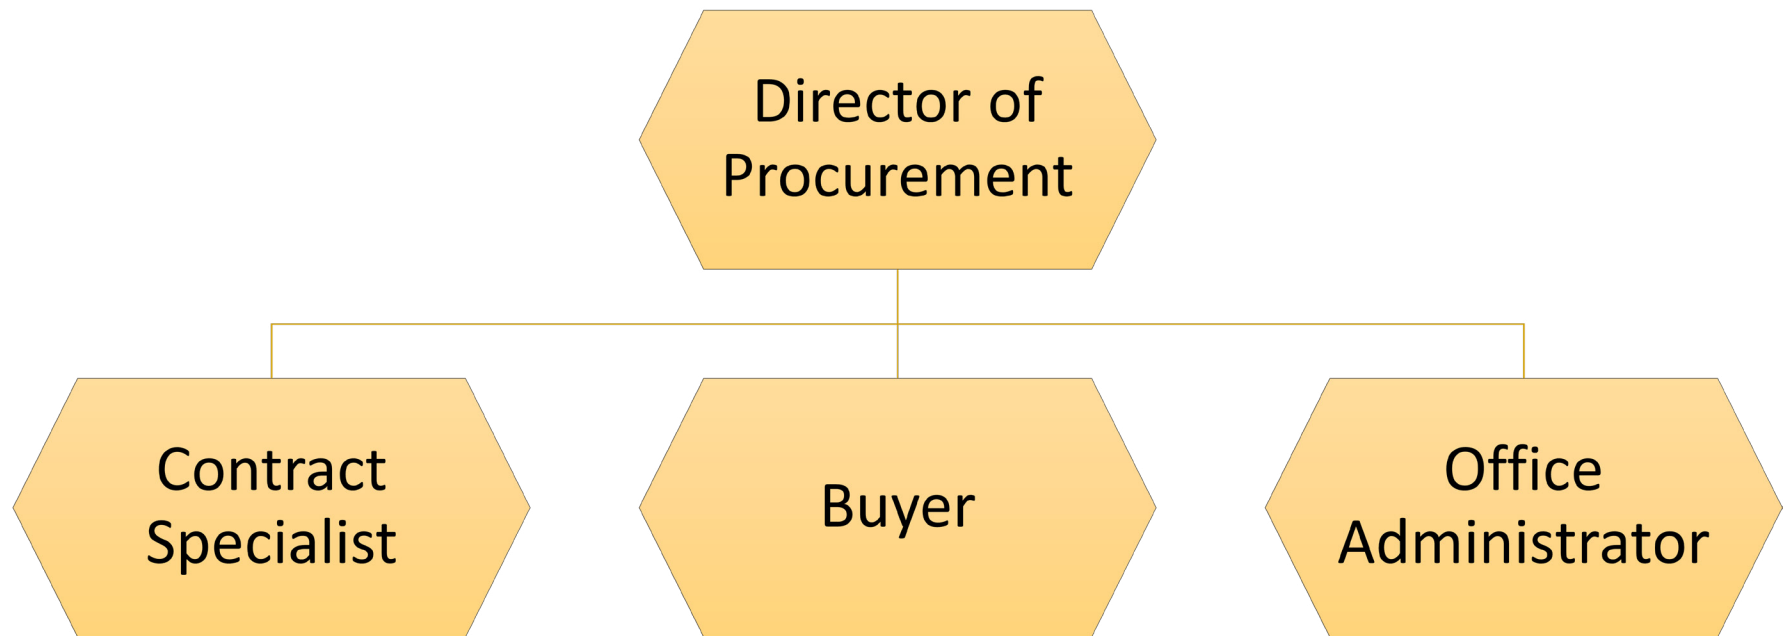 Director of
Procurement
Contract
Specialist
Buyer
Office
Administrator